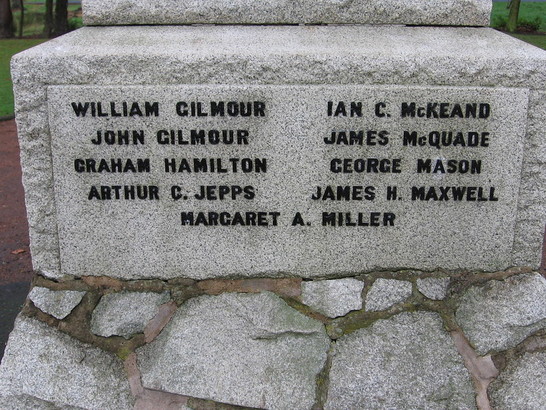 WILLIAM GILMOUR IAN C. McKEAND
JOHN GILMOUR JAMES McQUADE
GRAHAM HAMILTON GEORGE MASON
ARTHUR C. JEPPS JAMES H. MAXWELL
MARGARET A. MILLER